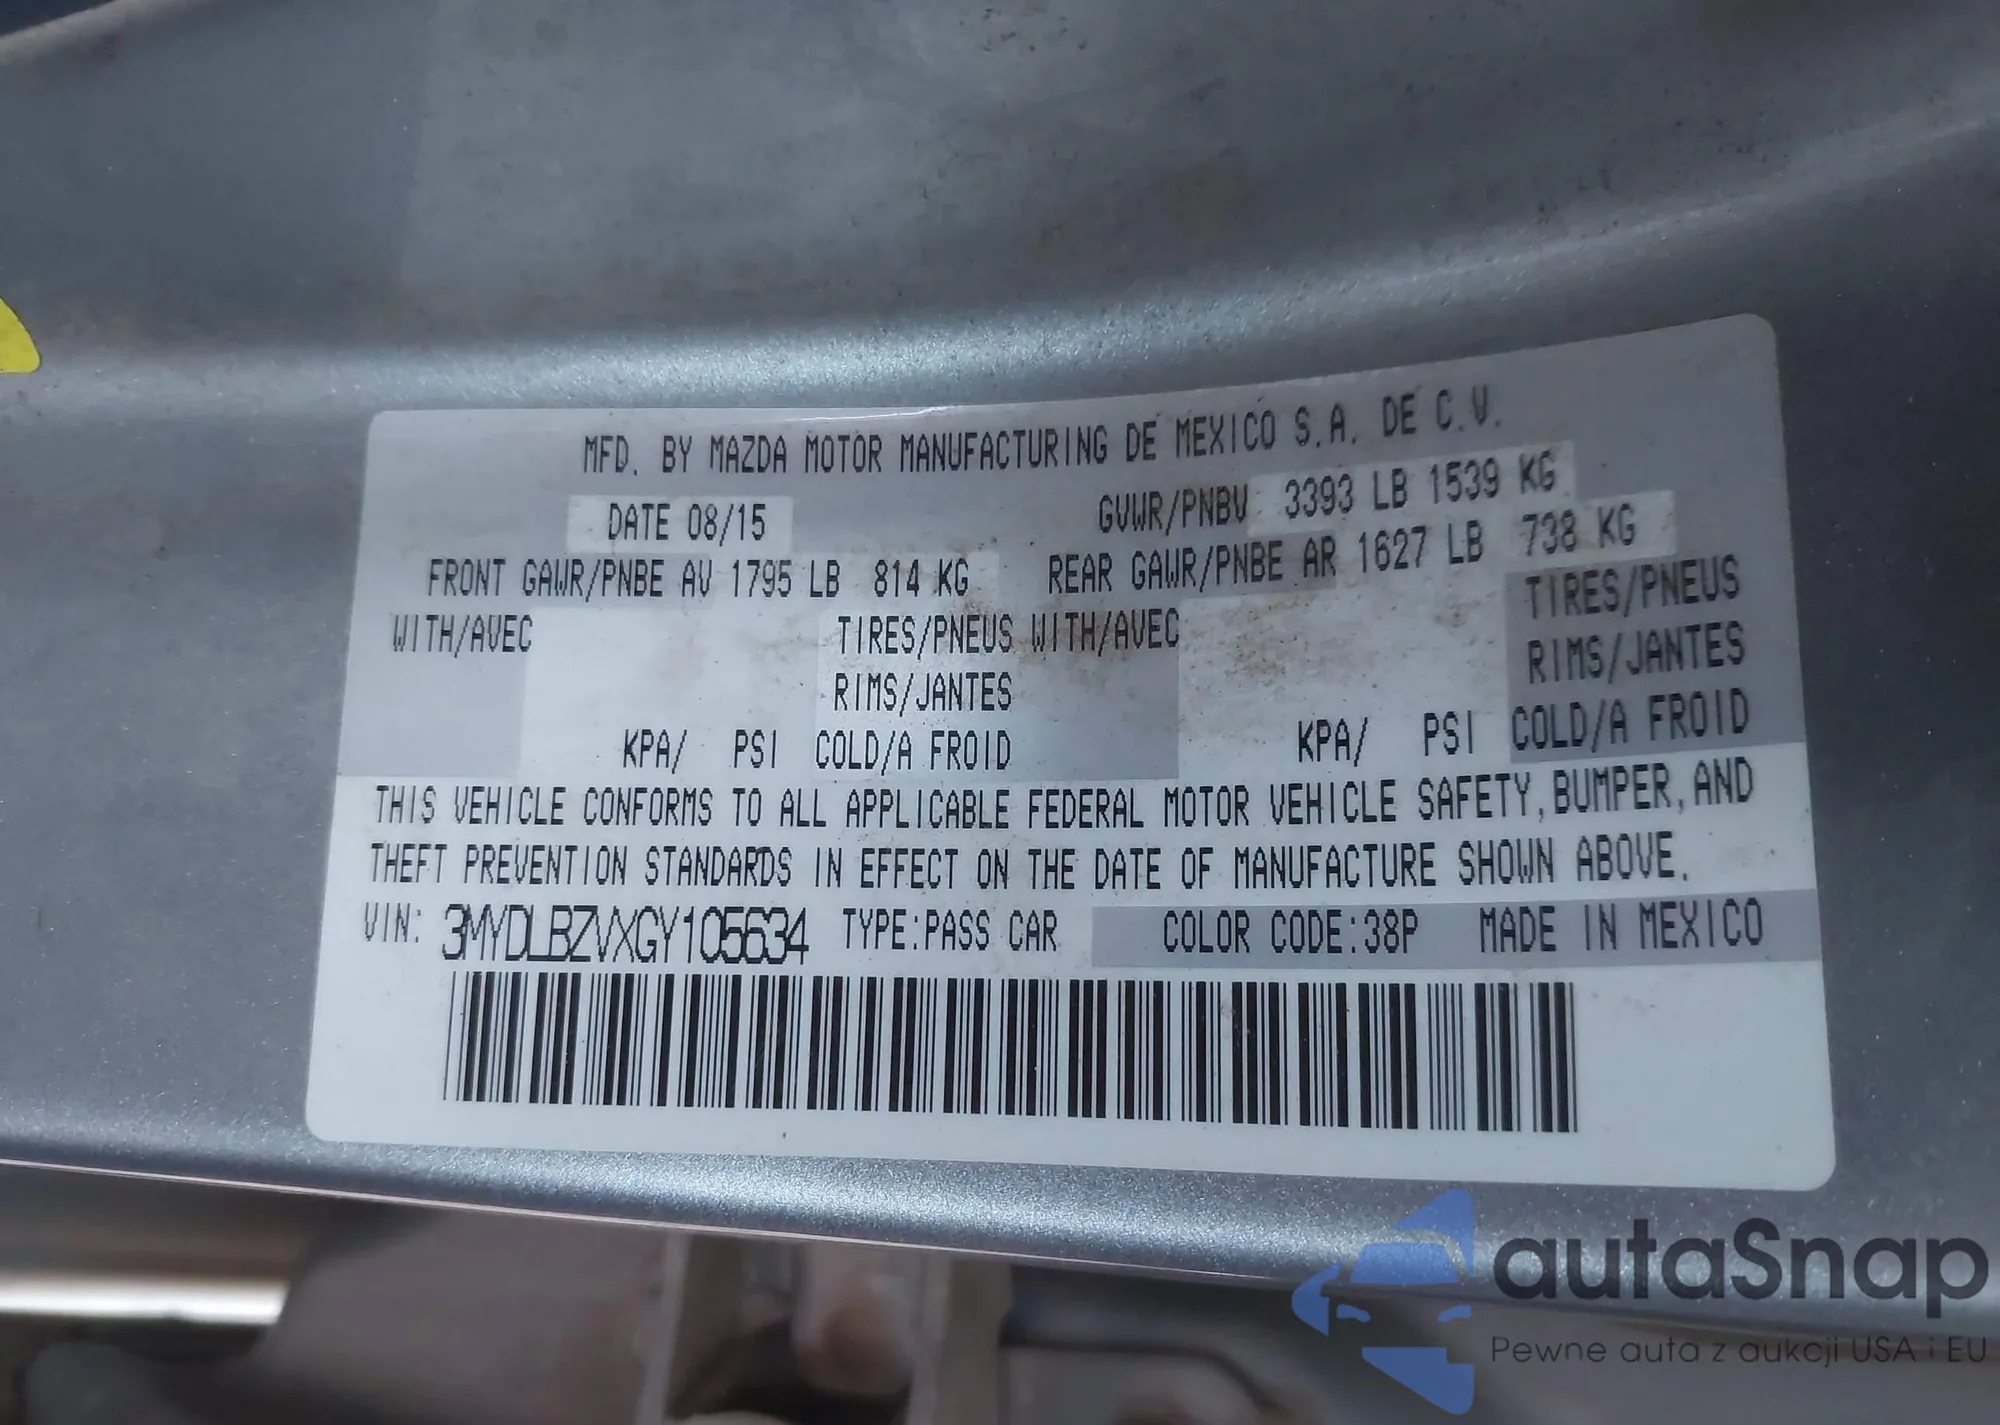 MFD. BY MAZDA MOTOR MANUFACTURING DE MEXICO S.A. DE C.V.
DATE 08/15 GVWR/PNBV 3393 LB 1539 KG
FRONT GAWR/PNBE AV 1795 LB 814 KG REAR GAWR/PNBE AR 1627 LB 738 KG
WITH/AVEC TIRES/PNEUS WITH/AVEC TIRES/PNEUS
RIMS/JANTES RIMS/JANTES
KPA/ PSI COLD/A FROID KPA/ PSI COLD/A FROID
THIS VEHICLE CONFORMS TO ALL APPLICABLE FEDERAL MOTOR VEHICLE SAFETY, BUMPER, AND
THEFT PREVENTION STANDARDS IN EFFECT ON THE DATE OF MANUFACTURE SHOWN ABOVE.
VIN: 3MYDLBZVXGY105634 TYPE:PASS CAR COLOR CODE:38P MADE IN MEXICO
autaSnap
Pewne auta z aukcji USA i EU